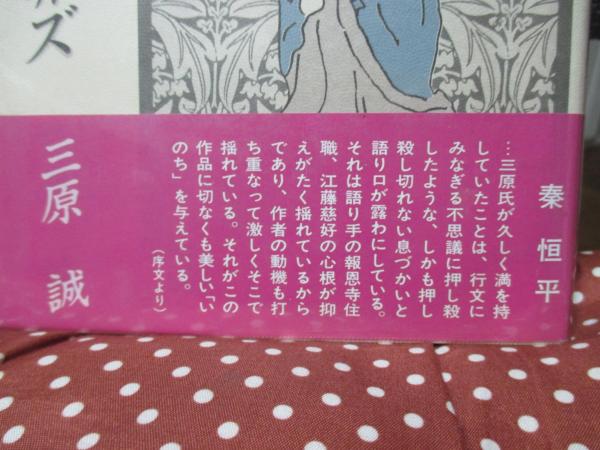 ズ
三原 誠
秦 恒平
…三原氏が久しく満を持
していたことは、行文に
みなぎる不思議に押し殺
したような、しかも押し
殺し切れない息づかいと
語り口が露わにしている。
それは語り手の報恩寺住
職、江藤慈好の心根が抑
えがたく揺れているから
であり、作者の動機も打
ち重なって激しくそこで
揺れている。それがこの
作品に切なくも美しい「い
のち」を与えている。
（序文より）